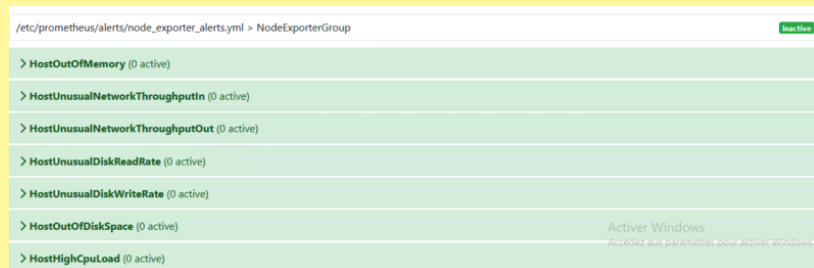 /etc/prometheus/alerts/node_exporter_alerts.yml > NodeExporterGroup inactive
> HostOutOfMemory (0 active)
> HostUnusualNetworkThroughputIn (0 active)
> HostUnusualNetworkThroughputOut (0 active)
> HostUnusualDiskReadRate (0 active)
> HostUnusualDiskWriteRate (0 active)
> HostOutOfDiskSpace (0 active)
Activer Windows
Accédez aux paramètres pour activer Windows.
> HostHighCpuLoad (0 active)